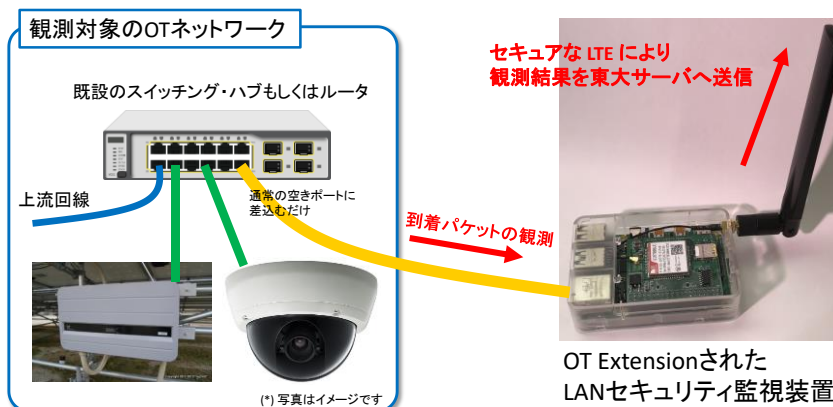 観測対象のOTネットワーク
既設のスイッチング・ハブもしくはルータ
上流回線
通常の空きポートに
差込むだけ
(*) 写真はイメージです
到着パケットの観測
セキュアな LTE により
観測結果を東大サーバへ送信
OT Extensionされた
LANセキュリティ監視装置